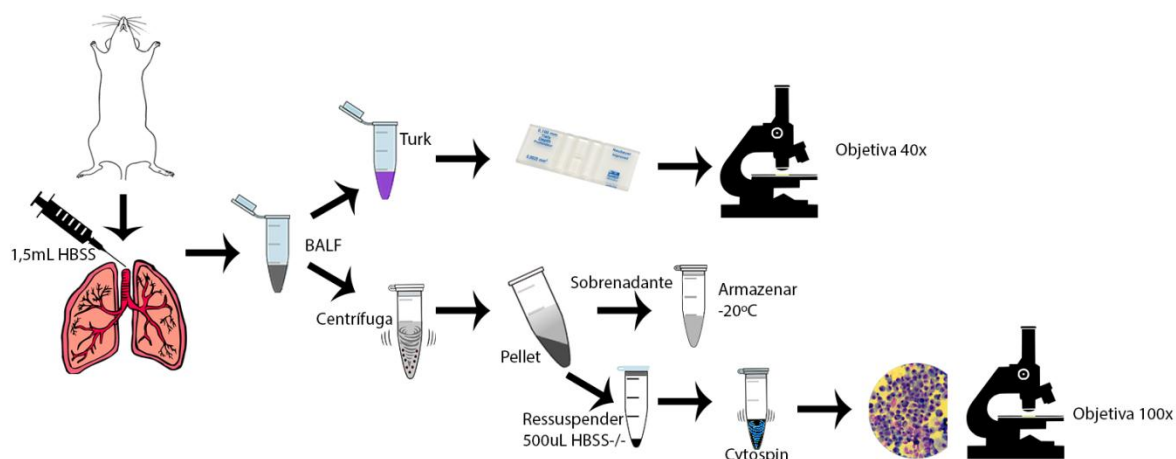 1,5mL HBSS
BALF
Turk
Objetiva 40x
Centrífuga
Pellet
Sobrenadante
Armazenar
-20ºC
Ressuspender
500uL HBSS-/-
Cytospin
Objetiva 100x